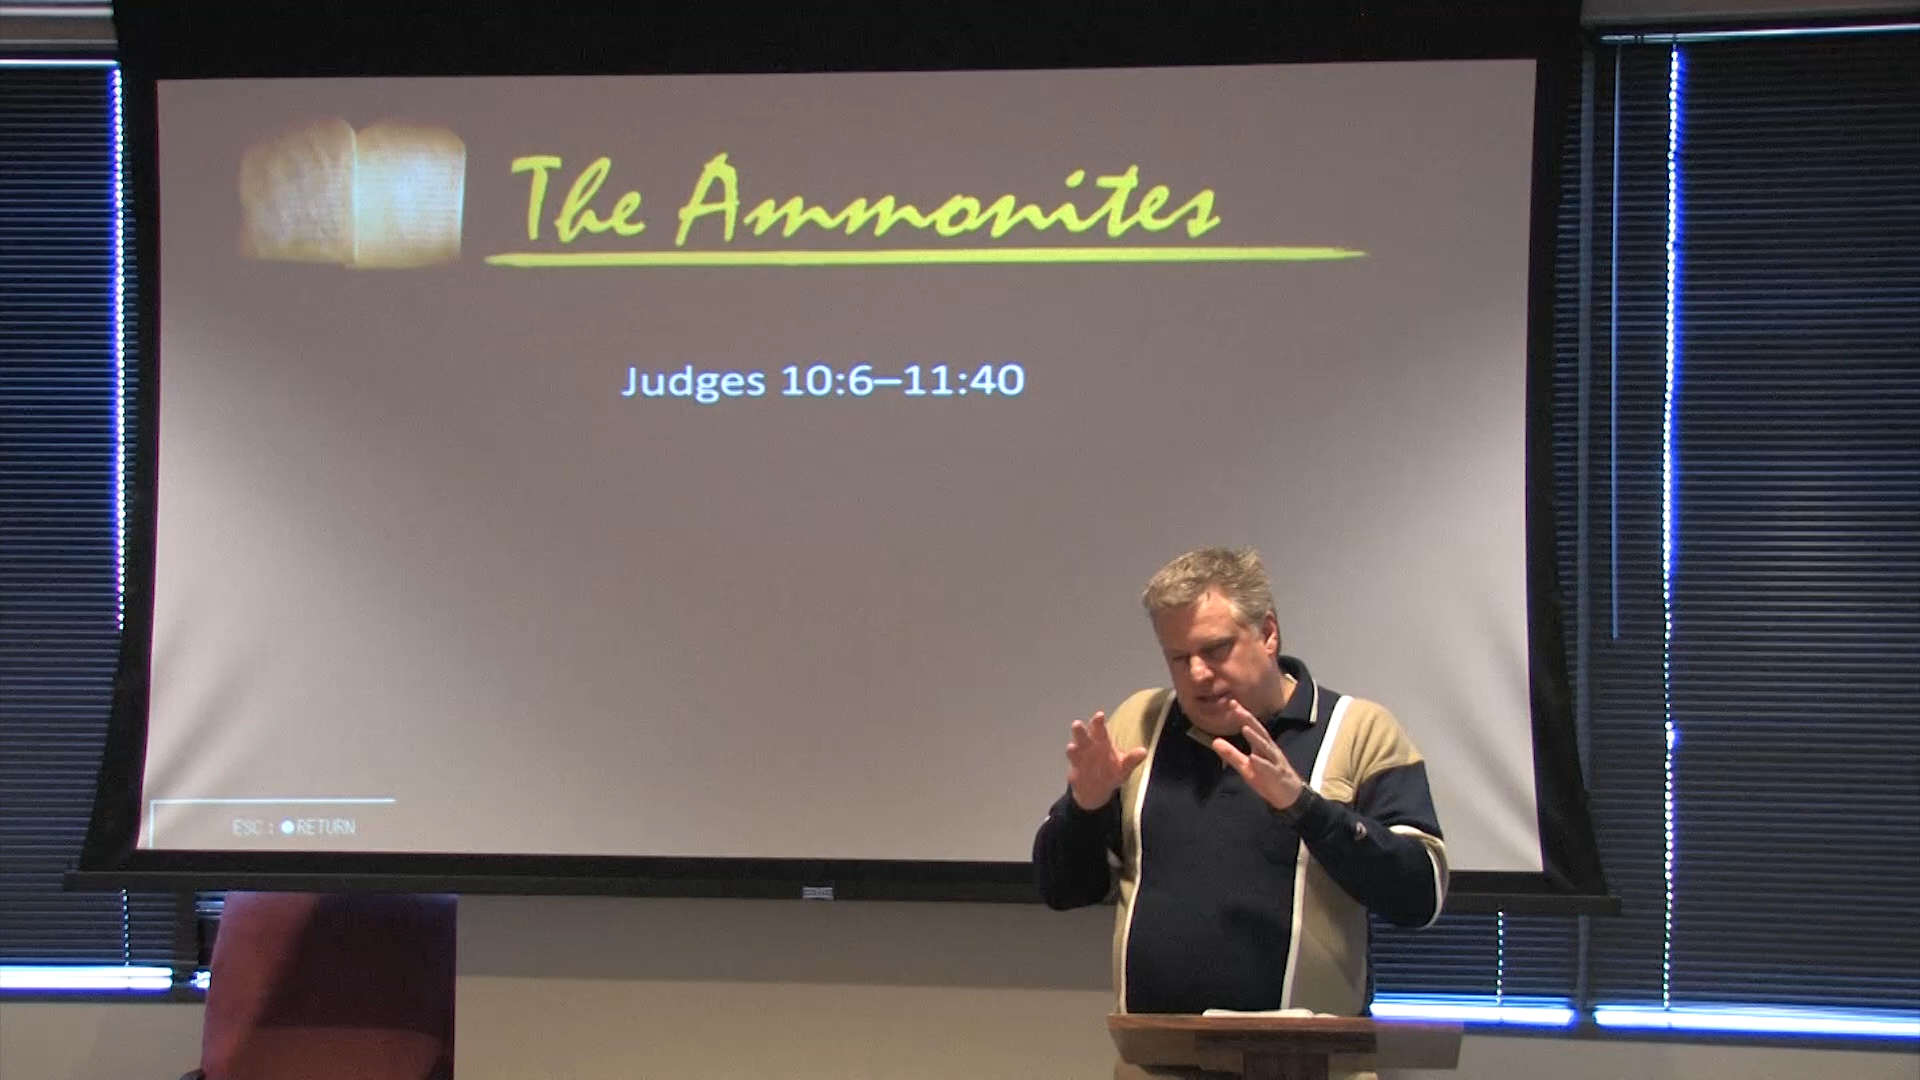 The Ammonites
Judges 10:6–11:40
ESC : ●RETURN